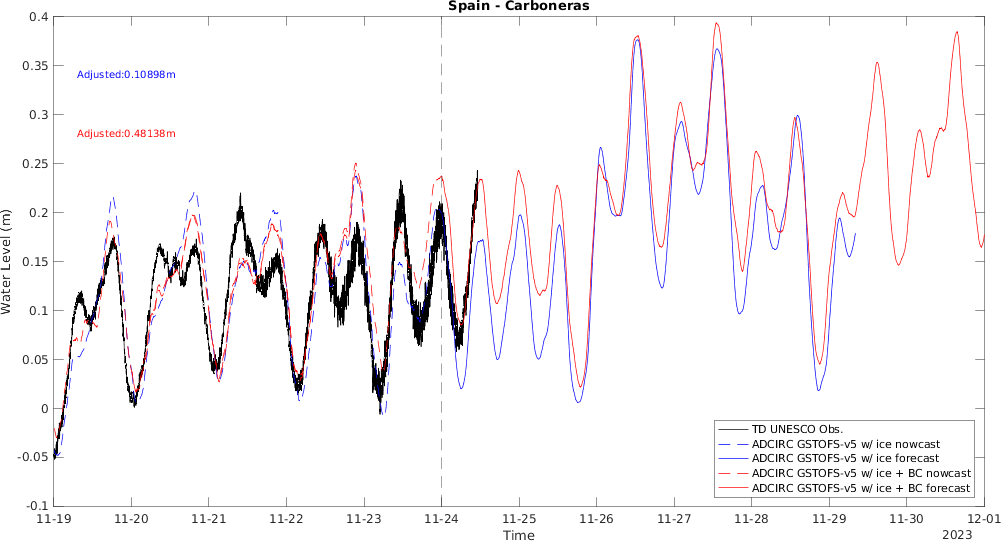 Spain - Carboneras
0.4
0.35
0.3
0.25
0.2
0.15
0.1
0.05
0
-0.05
-0.1
Water Level (m)
Adjusted:0.10898m
Adjusted:0.48138m
TD UNESCO Obs.
ADCIRC GSTOFS-v5 w/ ice nowcast
ADCIRC GSTOFS-v5 w/ ice forecast
ADCIRC GSTOFS-v5 w/ ice + BC nowcast
ADCIRC GSTOFS-v5 w/ ice + BC forecast
11-19 11-20 11-21 11-22 11-23 11-24 11-25 11-26 11-27 11-28 11-29 11-30 12-01
Time
2023